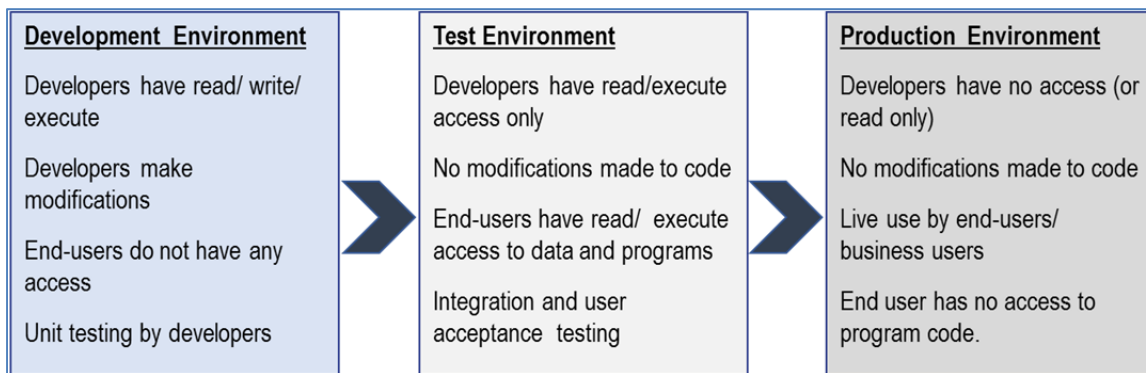 Development Environment
Developers have read/ write/
execute
Developers make
modifications
End-users do not have any
access
Unit testing by developers
Test Environment
Developers have read/execute
access only
No modifications made to code
End-users have read/ execute
access to data and programs
Integration and user
acceptance testing
Production Environment
Developers have no access (or
read only)
No modifications made to code
Live use by end-users/
business users
End user has no access to
program code.